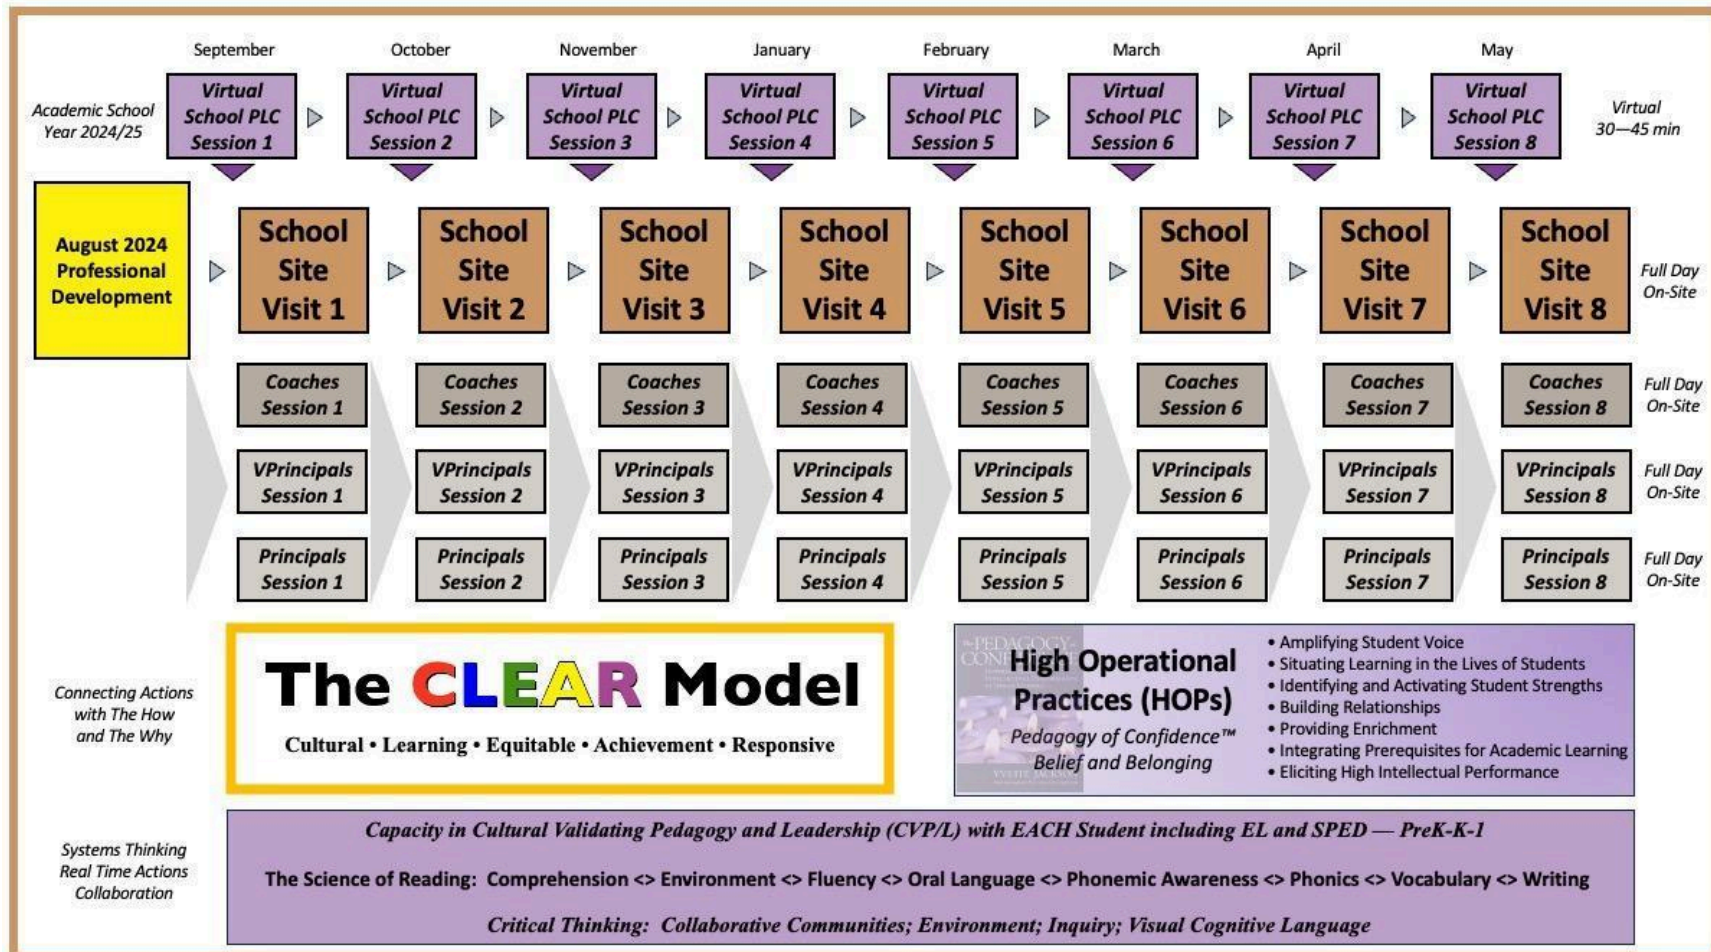 September
October
November
January
February
March
April
May
Academic School
Year 2024/25
Virtual
School PLC
Session 1
Virtual
School PLC
Session 2
Virtual
School PLC
Session 3
Virtual
School PLC
Session 4
Virtual
School PLC
Session 5
Virtual
School PLC
Session 6
Virtual
School PLC
Session 7
Virtual
School PLC
Session 8
Virtual
30—45 min
August 2024
Professional
Development
School
Site
Visit 1
School
Site
Visit 2
School
Site
Visit 3
School
Site
Visit 4
School
Site
Visit 5
School
Site
Visit 6
School
Site
Visit 7
School
Site
Visit 8
Full Day
On-Site
Coaches
Session 1
Coaches
Session 2
Coaches
Session 3
Coaches
Session 4
Coaches
Session 5
Coaches
Session 6
Coaches
Session 7
Coaches
Session 8
Full Day
On-Site
VPrincipals
Session 1
VPrincipals
Session 2
VPrincipals
Session 3
VPrincipals
Session 4
VPrincipals
Session 5
VPrincipals
Session 6
VPrincipals
Session 7
VPrincipals
Session 8
Full Day
On-Site
Principals
Session 1
Principals
Session 2
Principals
Session 3
Principals
Session 4
Principals
Session 5
Principals
Session 6
Principals
Session 7
Principals
Session 8
Full Day
On-Site
Connecting Actions
with The How
and The Why
The CLEAR Model
Cultural • Learning • Equitable • Achievement • Responsive
PEDAGOGY
High Operational
Practices (HOPs)
Pedagogy of Confidence™
Belief and Belonging
YVETTE JACKSON
• Amplifying Student Voice
• Situating Learning in the Lives of Students
• Identifying and Activating Student Strengths
• Building Relationships
• Providing Enrichment
• Integrating Prerequisites for Academic Learning
• Eliciting High Intellectual Performance
Systems Thinking
Real Time Actions
Collaboration
Capacity in Cultural Validating Pedagogy and Leadership (CVP/L) with EACH Student including EL and SPED — PreK-K-1
The Science of Reading: Comprehension <> Environment <> Fluency <> Oral Language <> Phonemic Awareness <> Phonics <> Vocabulary <> Writing
Critical Thinking: Collaborative Communities; Environment; Inquiry; Visual Cognitive Language